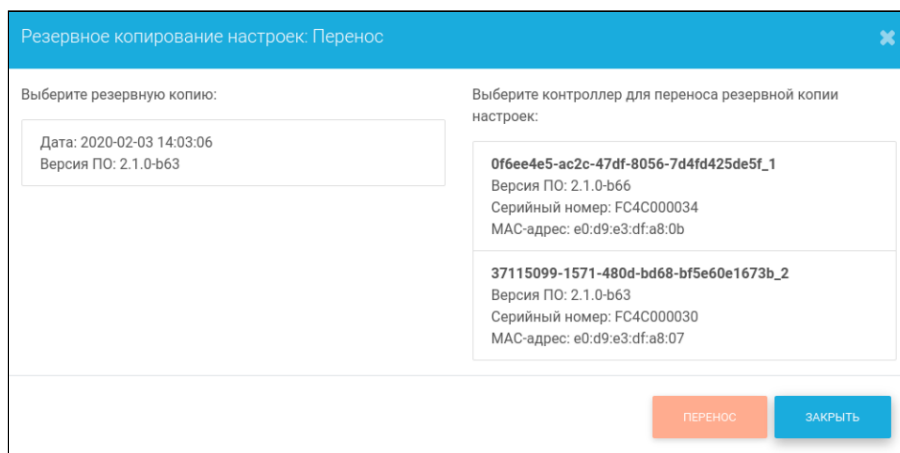 Резервное копирование настроек: Перенос
Выберите резервную копию:
Дата: 2020-02-03 14:03:06
Версия ПО: 2.1.0-b63
Выберите контроллер для переноса резервной копии
настроек:
0f6ee4e5-ac2c-47df-8056-7d4fd425de5f_1
Версия ПО: 2.1.0-b66
Серийный номер: FC4C000034
MAC-адрес: e0:d9:e3:df:a8:0b
37115099-1571-480d-bd68-bf5e60e1673b_2
Версия ПО: 2.1.0-b63
Серийный номер: FC4C000030
MAC-адрес: e0:d9:e3:df:a8:07
ПЕРЕНОС
ЗАКРЫТЬ